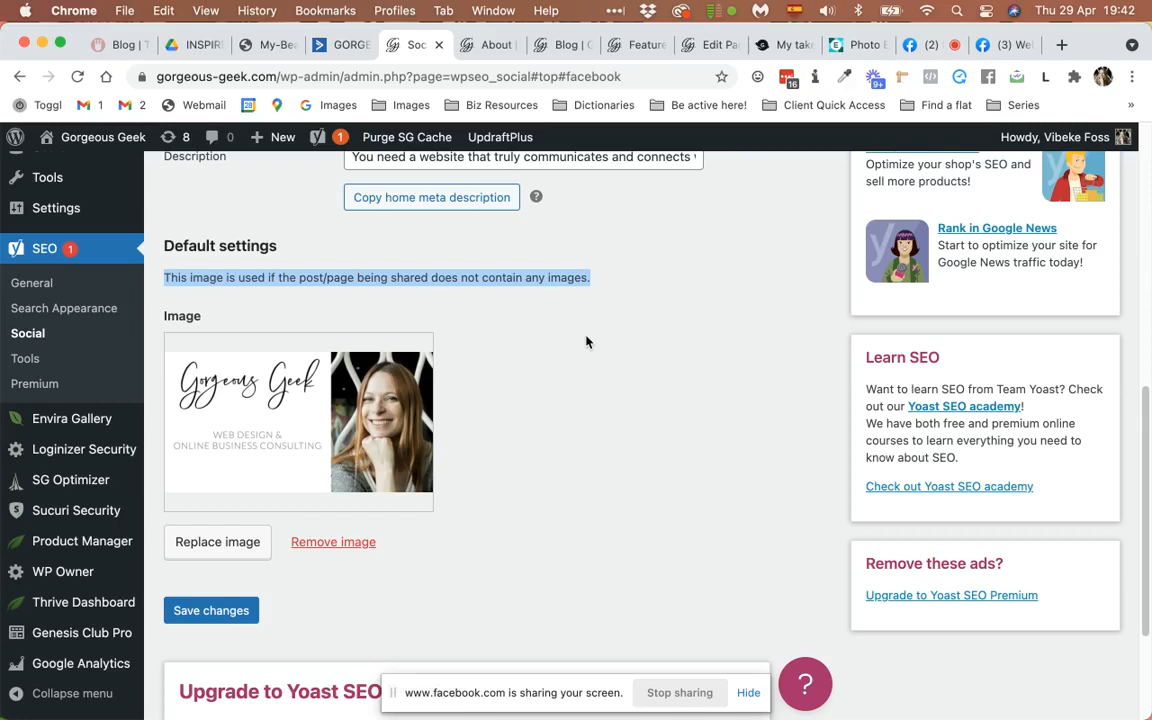 Chrome File Edit View History Bookmarks Profiles Tab Window Help Thu 29 Apr 19:42
Blog | INSPIR My-Be GORGE Soc About Blog | Feature Edit Pa My take Photo E (2) (3) We
gorgeous-geek.com/wp-admin/admin.php?page=wpseo_social#top#facebook 16 9+ L
Toggl 1 2 Webmail Images Images Biz Resources Dictionaries Be active here! Client Quick Access Find a flat Series »
Gorgeous Geek 8 0 New 1 Purge SG Cache UpdraftPlus Howdy, Vibeke Foss
Tools
Settings
SEO 1
General
Search Appearance
Social
Tools
Premium
Envira Gallery
Loginizer Security
SG Optimizer
Sucuri Security
Product Manager
WP Owner
Thrive Dashboard
Genesis Club Pro
Google Analytics
Collapse menu
Description
You need a website that truly communicates and connects
Copy home meta description ?
Default settings
This image is used if the post/page being shared does not contain any images.
Image
Gorgeous Geek
WEB DESIGN &
ONLINE BUSINESS CONSULTING
Replace image Remove image
Save changes
Upgrade to Yoast SEO
www.facebook.com is sharing your screen. Stop sharing Hide
?
Optimize your shop's SEO and
sell more products!
Rank in Google News
Start to optimize your site for
Google News traffic today!
Learn SEO
Want to learn SEO from Team Yoast? Check
out our Yoast SEO academy!
We have both free and premium online
courses to learn everything you need to
know about SEO.
Check out Yoast SEO academy
Remove these ads?
Upgrade to Yoast SEO Premium